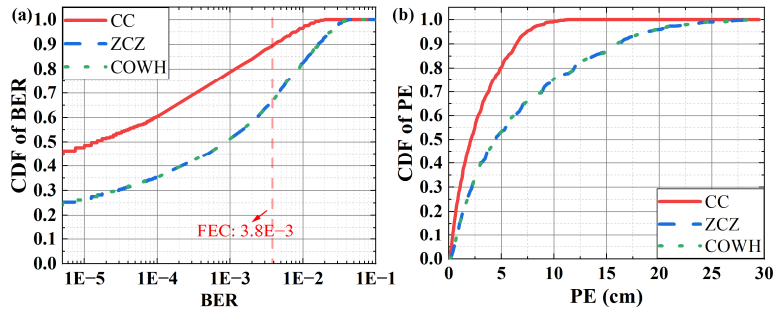 (a)
1.0
0.9
0.8
0.7
0.6
0.5
0.4
0.3
0.2
0.1
0.0
CDF of BER
CC
ZCZ
COWH
FEC: 3.8E−3
1E−5
1E−4
1E−3
1E−2
1E−1
BER
(b)
1.0
0.9
0.8
0.7
0.6
0.5
0.4
0.3
0.2
0.1
0.0
CDF of PE
CC
ZCZ
COWH
0
5
10
15
20
25
30
PE (cm)